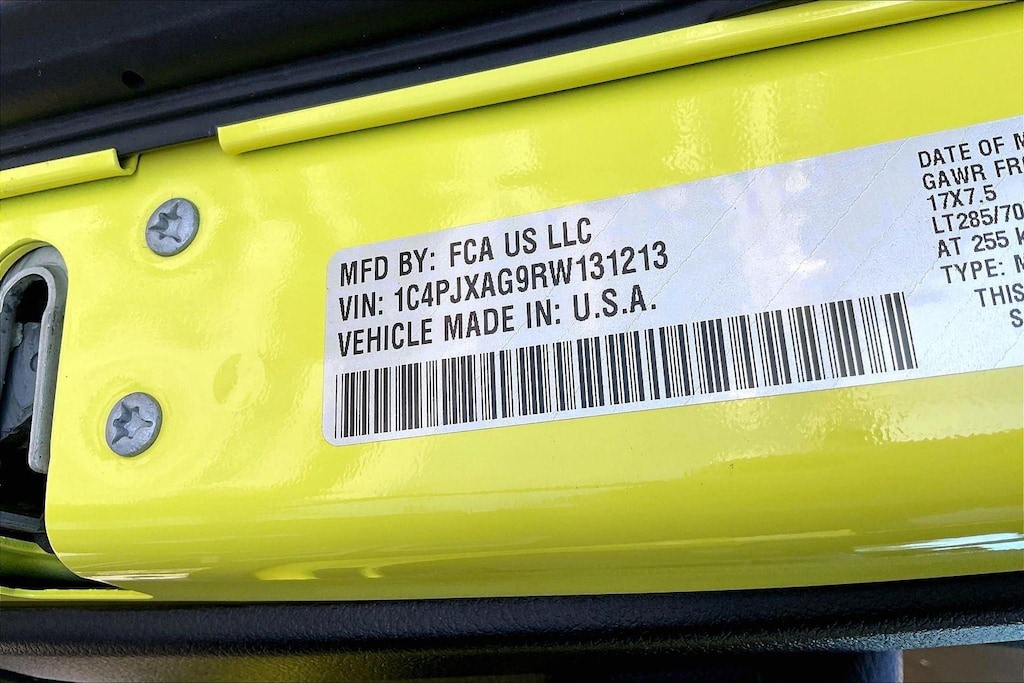 MFD BY: FCA US LLC
VIN: 1C4PJXAG9RW131213
VEHICLE MADE IN: U.S.A.
DATE OF M
GAWR FR
17X7.5
LT285/70
AT 255 K
TYPE: M
THIS
S